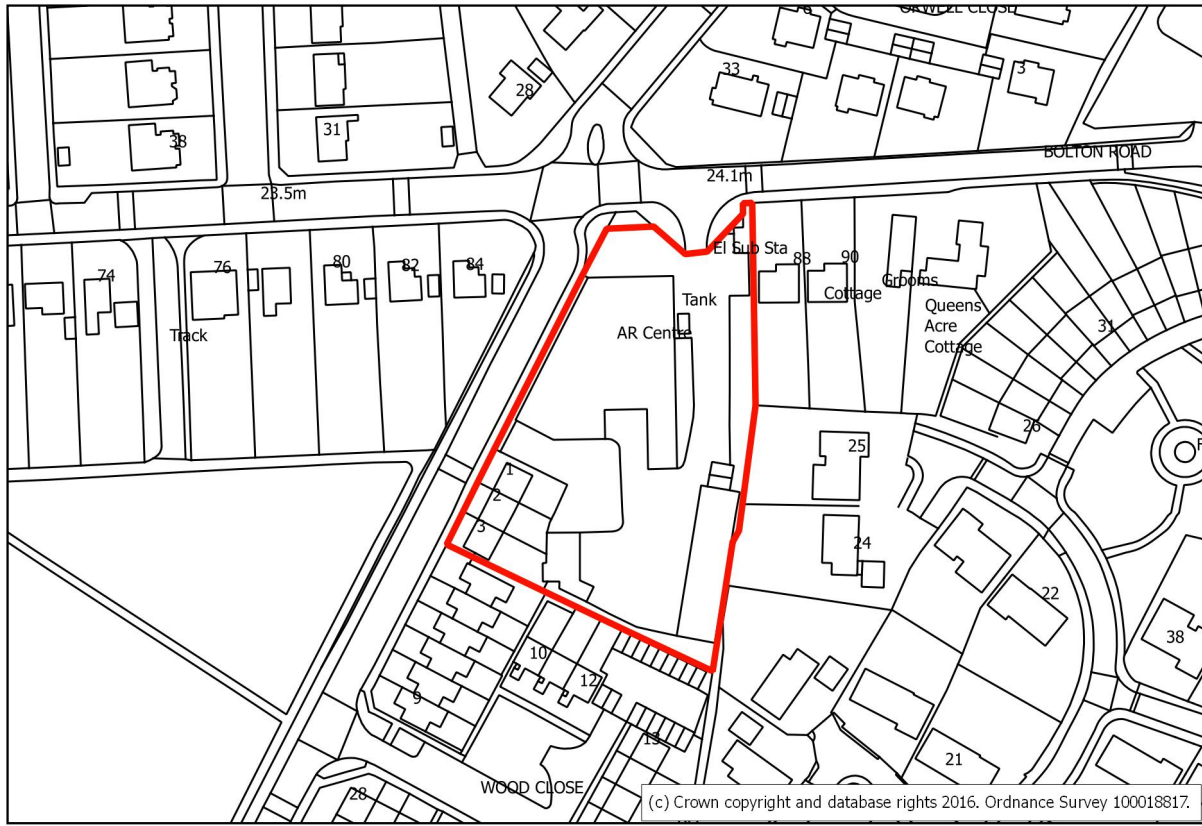 ORWELL CLOSE
6
33
3
28
31
38
BOLTON ROAD
23.5m
24.1m
El Sub Sta
74
76
80
82
84
88
90
Cottage
Grooms
Queens
Acre
Cottage
Tank
AR Centre
Track
31
26
25
1
2
3
24
22
38
10
12
9
13
21
WOOD CLOSE
28
(c) Crown copyright and database rights 2016. Ordnance Survey 100018817.